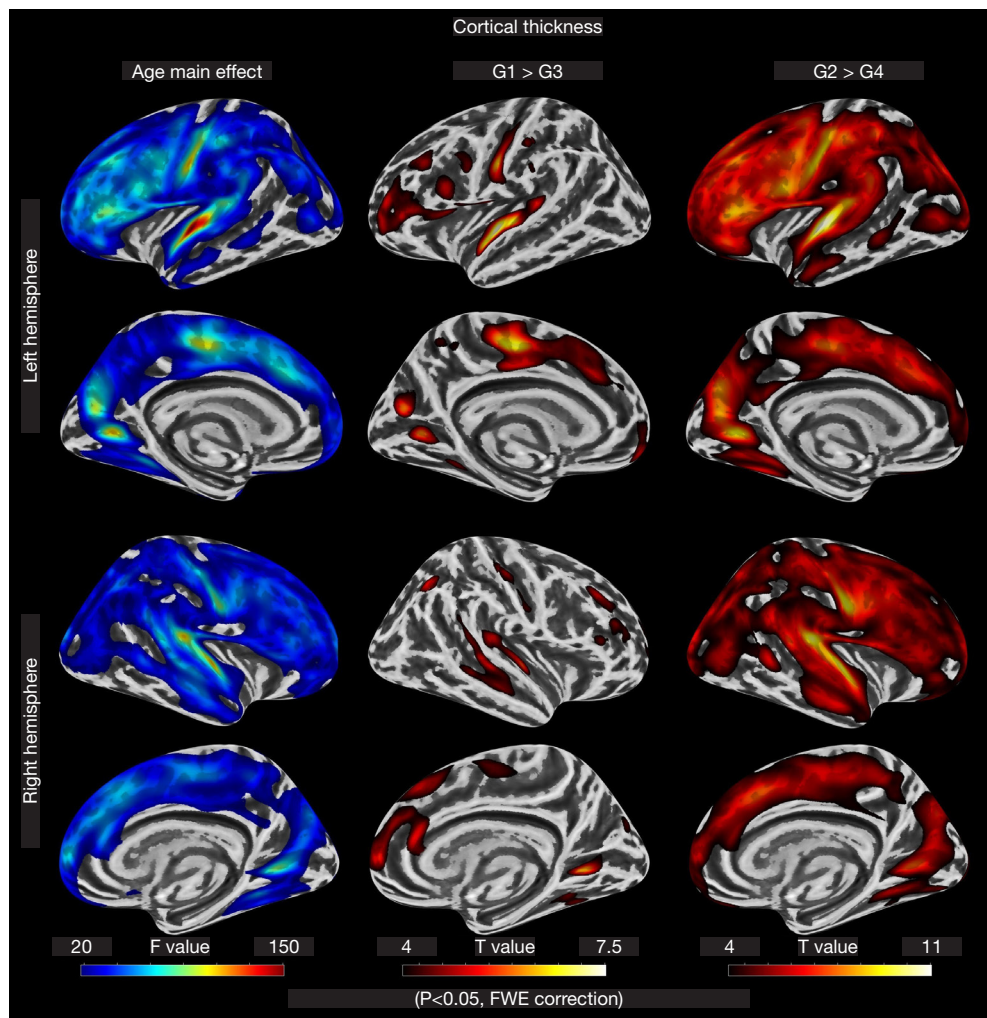 Cortical thickness
Age main effect
G1 > G3
G2 > G4
Left hemisphere
Right hemisphere
20 F value 150
4 T value 7.5
4 T value 11
(P<0.05, FWE correction)